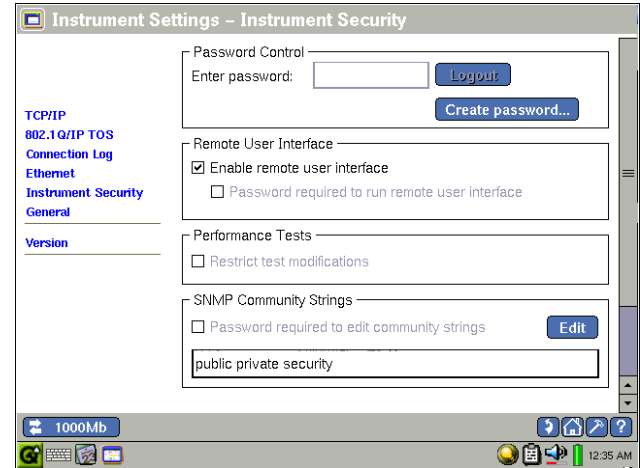 Instrument Settings – Instrument Security
Password Control
Enter password:
Logout
Create password...
TCP/IP
802.1Q/IP TOS
Connection Log
Ethernet
Instrument Security
General
Version
Remote User Interface
Enable remote user interface
Password required to run remote user interface
Performance Tests
Restrict test modifications
SNMP Community Strings
Password required to edit community strings
Edit
public private security
1000Mb
?
12:35 AM